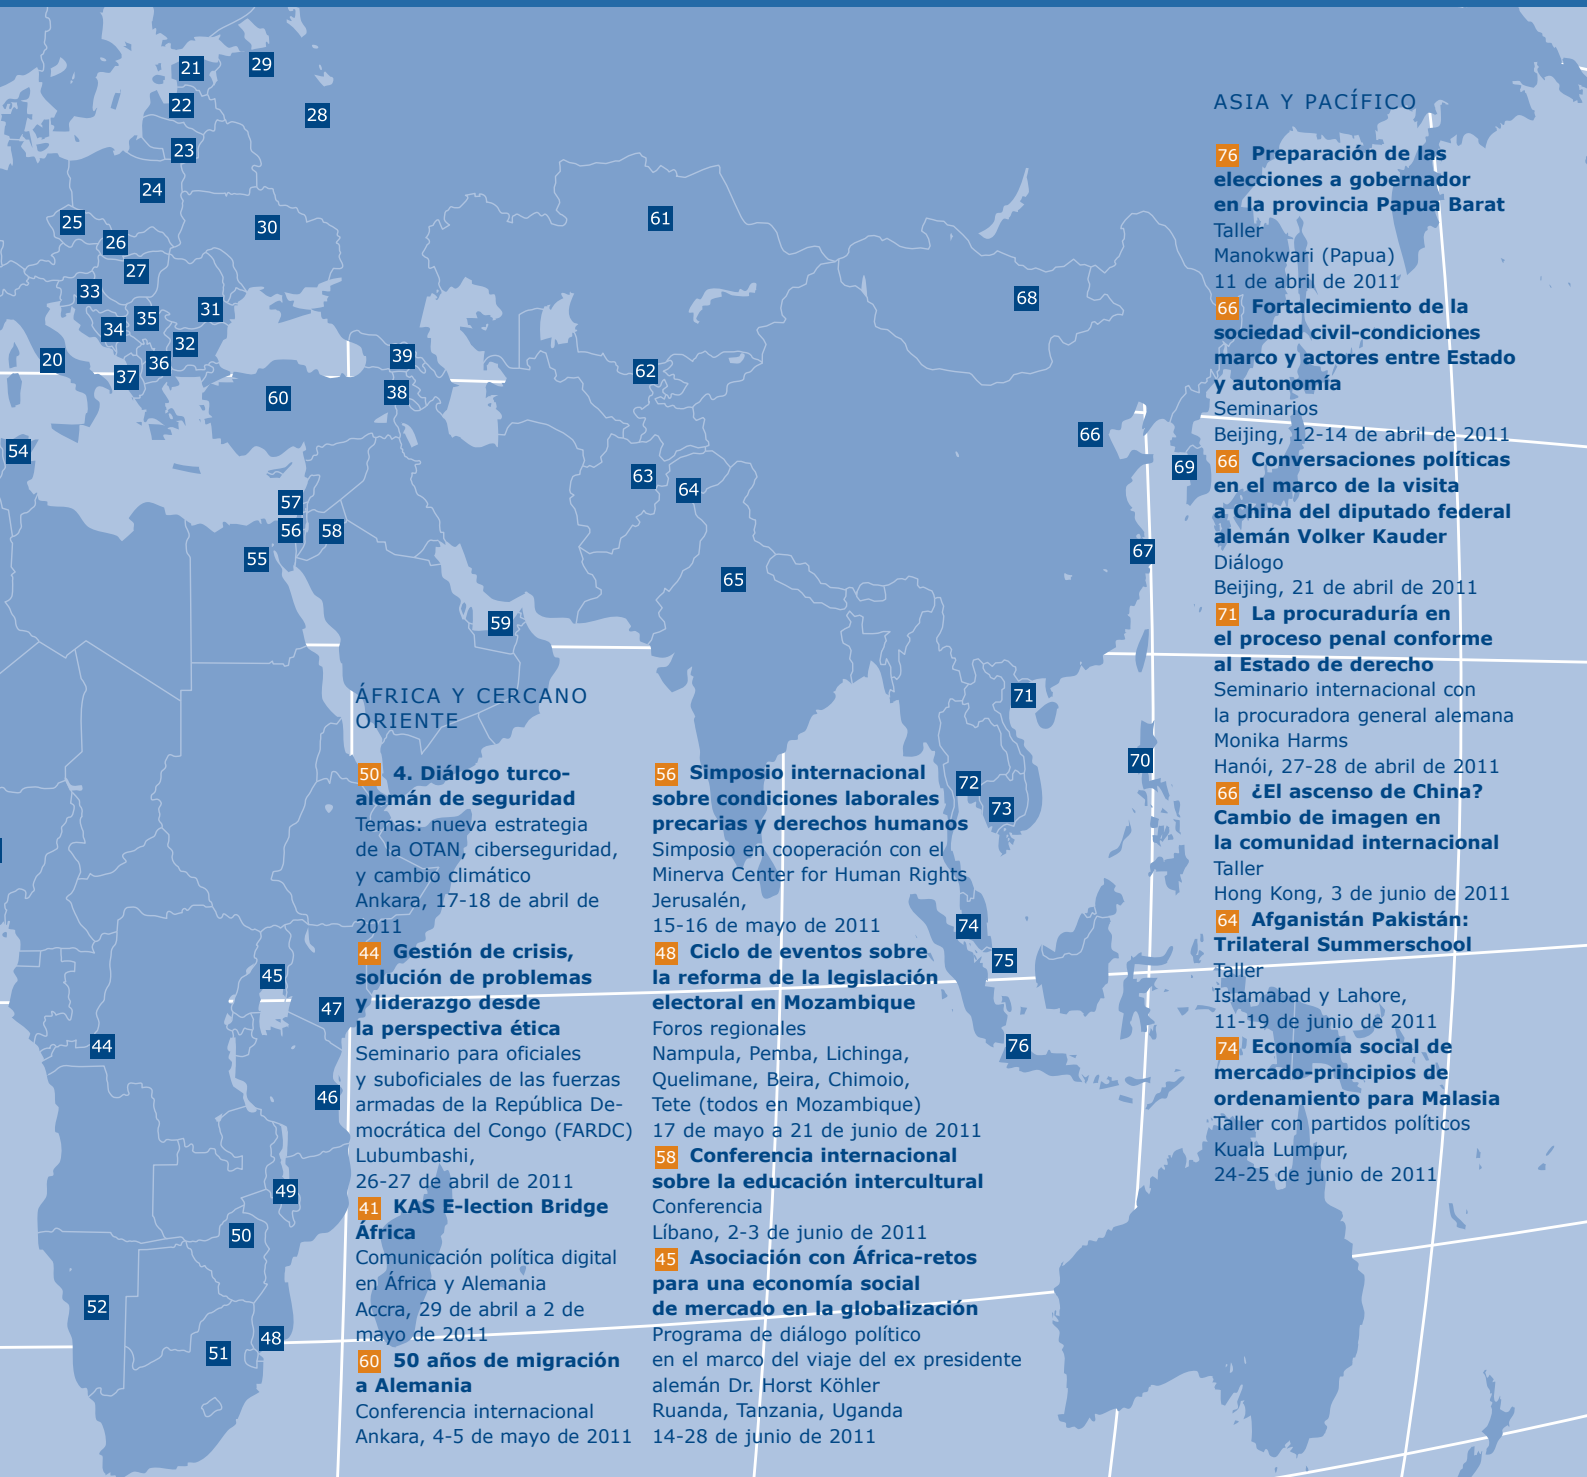 21
29
22
28
23
24
25
26
30
61
27
33
31
68
35
34
32
20
36
37
39
38
62
60
54
66
63
64
69
57
56
58
55
67
65
59
71
70
72
73
74
75
45
47
44
76
46
49
50
52
48
51
ÁFRICA Y CERCANO
ORIENTE
50 4. Diálogo turco-
alemán de seguridad
Temas: nueva estrategia
de la OTAN, ciberseguridad,
y cambio climático
Ankara, 17-18 de abril de
2011
44 Gestión de crisis,
solución de problemas
y liderazgo desde
la perspectiva ética
Seminario para oficiales
y suboficiales de las fuerzas
armadas de la República De-
mocrática del Congo (FARDC)
Lubumbashi,
26-27 de abril de 2011
41 KAS E-lection Bridge
África
Comunicación política digital
en África y Alemania
Accra, 29 de abril a 2 de
mayo de 2011
60 50 años de migración
a Alemania
Conferencia internacional
Ankara, 4-5 de mayo de 2011
56 Simposio internacional
sobre condiciones laborales
precarias y derechos humanos
Simposio en cooperación con el
Minerva Center for Human Rights
Jerusalén,
15-16 de mayo de 2011
48 Ciclo de eventos sobre
la reforma de la legislación
electoral en Mozambique
Foros regionales
Nampula, Pemba, Lichinga,
Quelimane, Beira, Chimoio,
Tete (todos en Mozambique)
17 de mayo a 21 de junio de 2011
58 Conferencia internacional
sobre la educación intercultural
Conferencia
Líbano, 2-3 de junio de 2011
45 Asociación con África-retos
para una economía social
de mercado en la globalización
Programa de diálogo político
en el marco del viaje del ex presidente
alemán Dr. Horst Köhler
Ruanda, Tanzania, Uganda
14-28 de junio de 2011
ASIA Y PACÍFICO
76 Preparación de las
elecciones a gobernador
en la provincia Papua Barat
Taller
Manokwari (Papua)
11 de abril de 2011
66 Fortalecimiento de la
sociedad civil-condiciones
marco y actores entre Estado
y autonomía
Seminarios
Beijing, 12-14 de abril de 2011
66 Conversaciones políticas
en el marco de la visita
a China del diputado federal
alemán Volker Kauder
Diálogo
Beijing, 21 de abril de 2011
71 La procuraduría en
el proceso penal conforme
al Estado de derecho
Seminario internacional con
la procuradora general alemana
Monika Harms
Hanói, 27-28 de abril de 2011
66 ¿El ascenso de China?
Cambio de imagen en
la comunidad internacional
Taller
Hong Kong, 3 de junio de 2011
64 Afganistán Pakistán:
Trilateral Summerschool
Taller
Islamabad y Lahore,
11-19 de junio de 2011
74 Economía social de
mercado-principios de
ordenamiento para Malasia
Taller con partidos políticos
Kuala Lumpur,
24-25 de junio de 2011